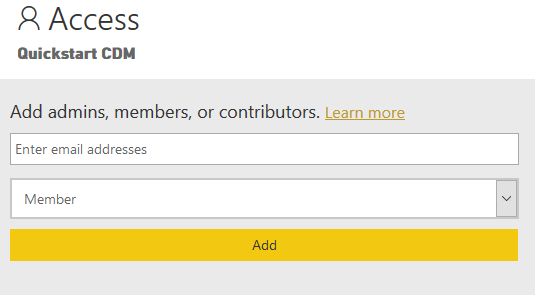 Access
Quickstart CDM
Add admins, members, or contributors. Learn more
Enter email addresses
Member
Add